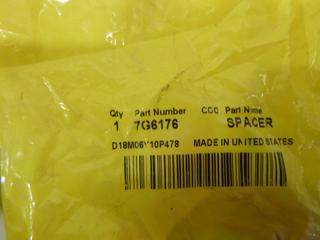 Qty Part Number COO Part Name
1 7G6176 SPACER
D18M06Y10P478 MADE IN UNITED STATES